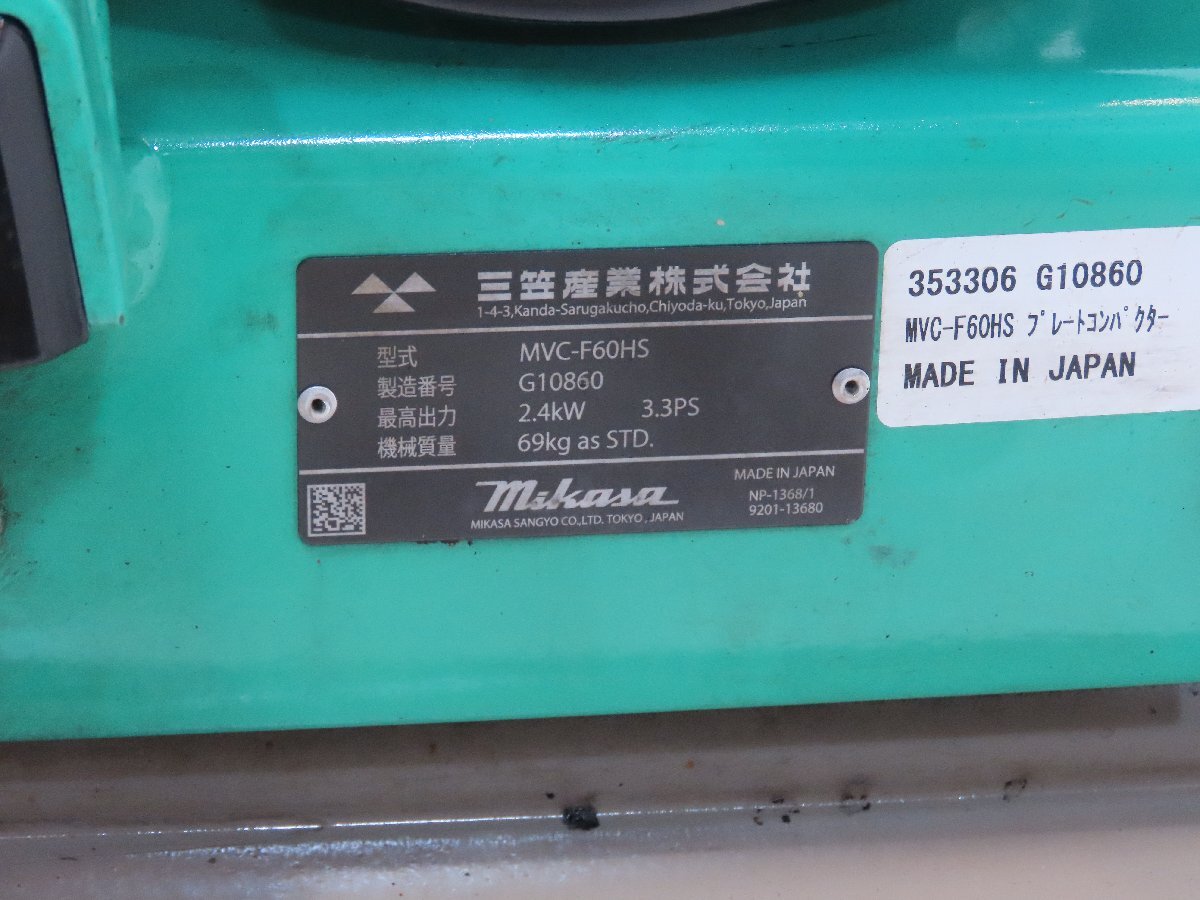 三笠産業株式会社
1-4-3,Kanda-Sarugakucho,Chiyoda-ku,Tokyo,Japan
型式 MVC-F60HS
製造番号 G10860
最高出力 2.4kW 3.3PS
機械質量 69kg as STD.
Mikasa
MIKASA SANGYO CO.,LTD. TOKYO, JAPAN
MADE IN JAPAN
NP-1368/1
9201-13680
353306 G10860
MVC-F60HS プレートコンパクター
MADE IN JAPAN